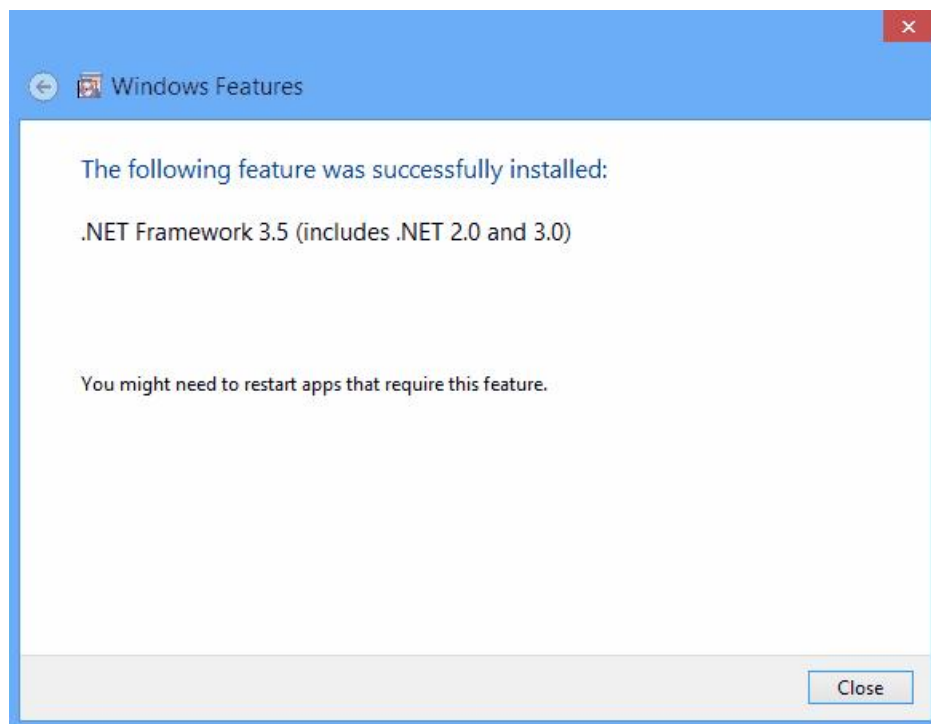 Windows Features
The following feature was successfully installed:
.NET Framework 3.5 (includes .NET 2.0 and 3.0)
You might need to restart apps that require this feature.
Close